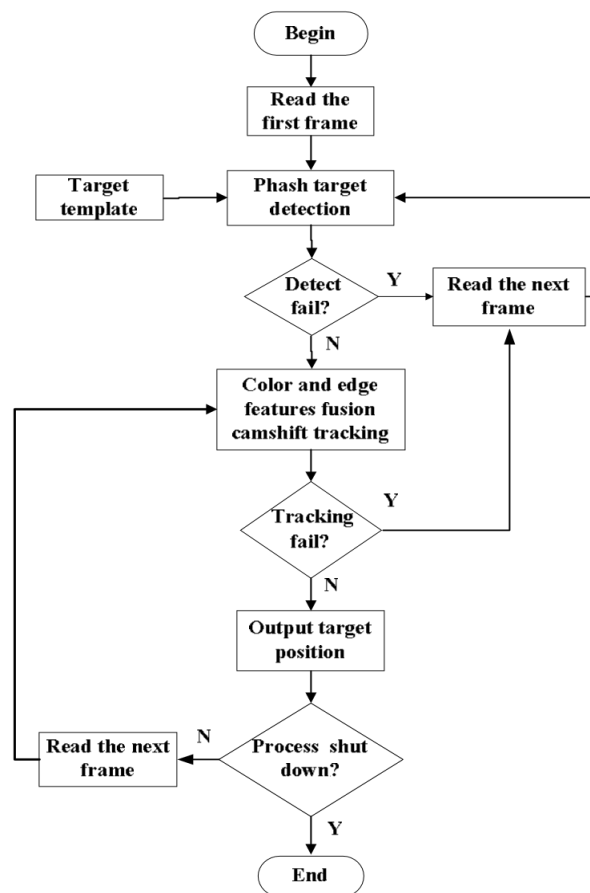 Begin
Read the
first frame
Target
template
Phash target
detection
Detect
fail?
Y
Read the next
frame
N
Color and edge
features fusion
camshift tracking
Tracking
fail?
Y
N
Output target
position
Process shut
down?
N
Read the next
frame
Y
End